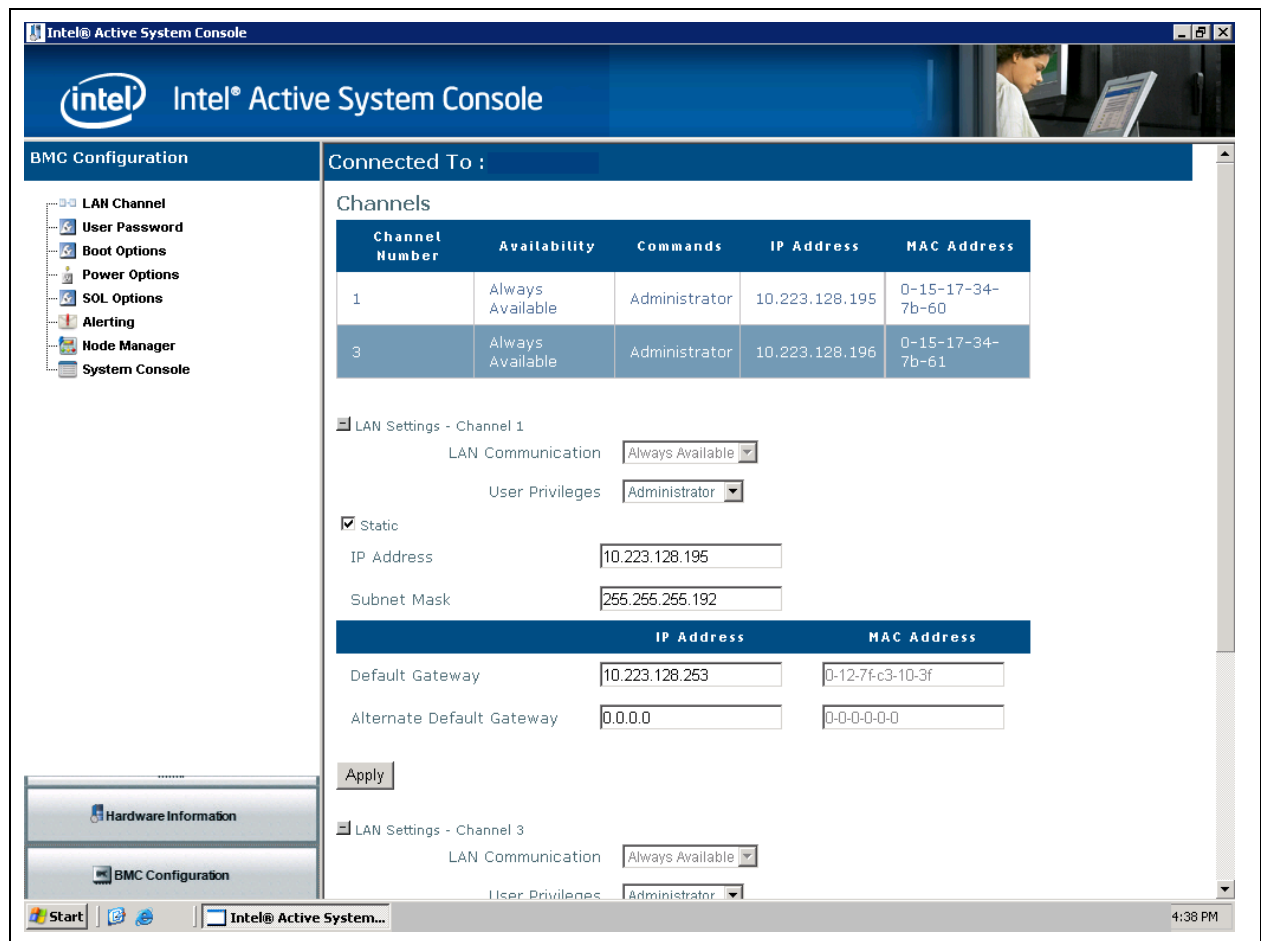 Intel® Active System Console
intel Intel® Active System Console
BMC Configuration
Connected To :
LAN Channel
User Password
Boot Options
Power Options
SOL Options
Alerting
Node Manager
System Console
Hardware Information
BMC Configuration
Channels
Channel Number Availability Commands IP Address MAC Address
1 Always Available Administrator 10.223.128.195 0-15-17-34-7b-60
3 Always Available Administrator 10.223.128.196 0-15-17-34-7b-61
LAN Settings - Channel 1
LAN Communication Always Available
User Privileges Administrator
Static
IP Address 10.223.128.195
Subnet Mask 255.255.255.192
IP Address MAC Address
Default Gateway 10.223.128.253 0-12-7f-c3-10-3f
Alternate Default Gateway 0.0.0.0 0-0-0-0-0-0
Apply
LAN Settings - Channel 3
LAN Communication Always Available
User Privileges Administrator
Start Intel® Active System... 4:38 PM